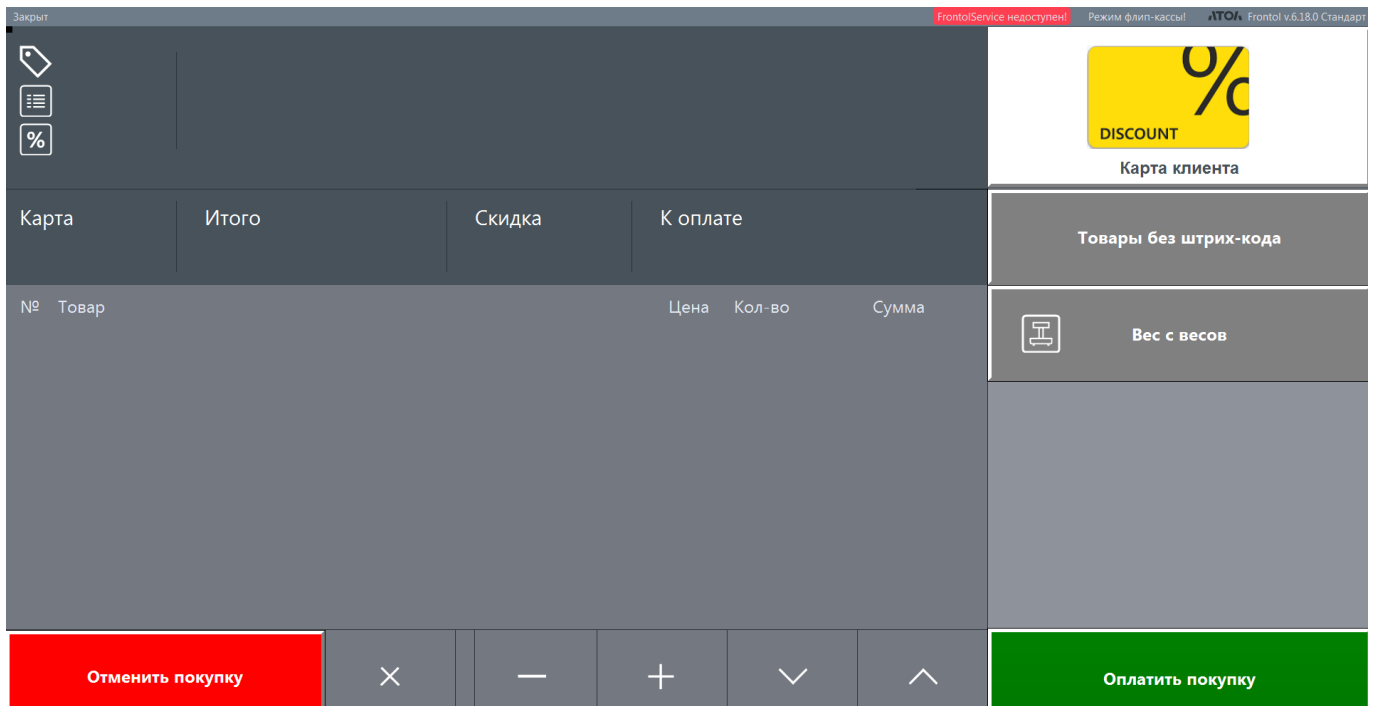 Закрыт FrontolService недоступен! Режим флип-кассы! АТОЛ Frontol v.6.18.0 Стандарт
%
DISCOUNT
%
Карта клиента
Карта Итого Скидка К оплате
Товары без штрих-кода
№ Товар Цена Кол-во Сумма
Вес с весов
Отменить покупку
Оплатить покупку